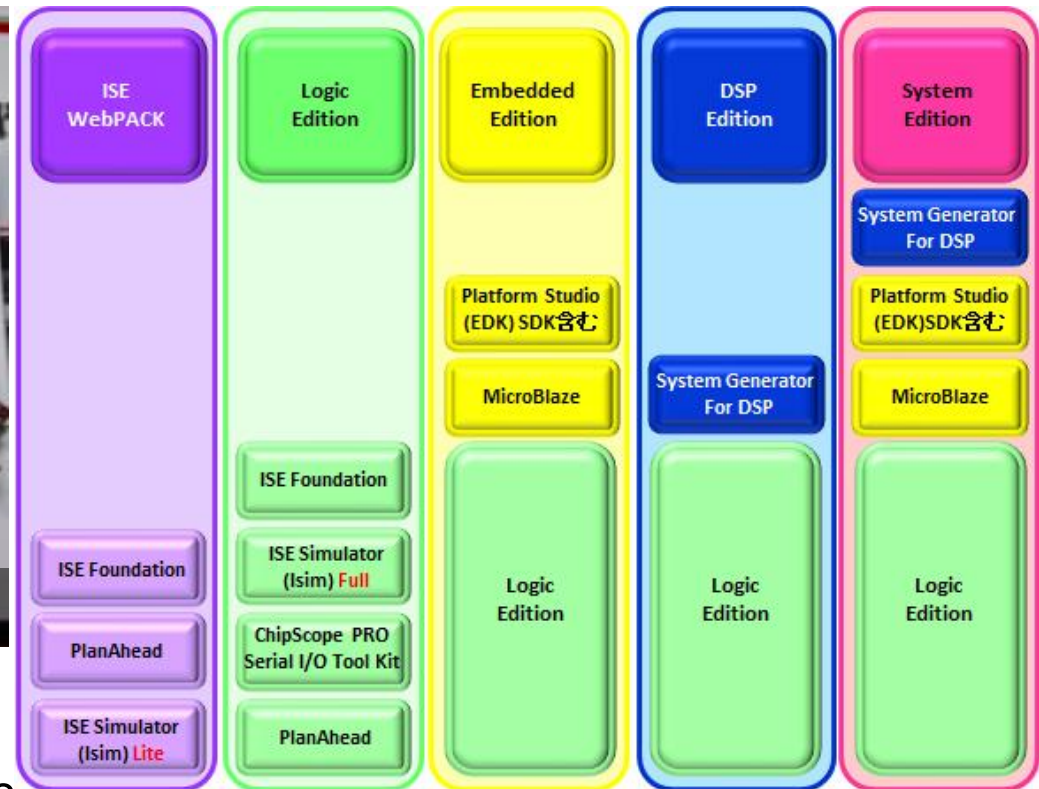 ISE
WebPACK
ISE Foundation
PlanAhead
ISE Simulator
(Isim) Lite
Logic
Edition
ISE Foundation
ISE Simulator
(Isim) Full
ChipScope PRO
Serial I/O Tool Kit
PlanAhead
Embedded
Edition
Platform Studio
(EDK) SDK含む
MicroBlaze
Logic
Edition
DSP
Edition
System Generator
For DSP
Logic
Edition
System
Edition
System Generator
For DSP
Platform Studio
(EDK)SDK含む
MicroBlaze
Logic
Edition